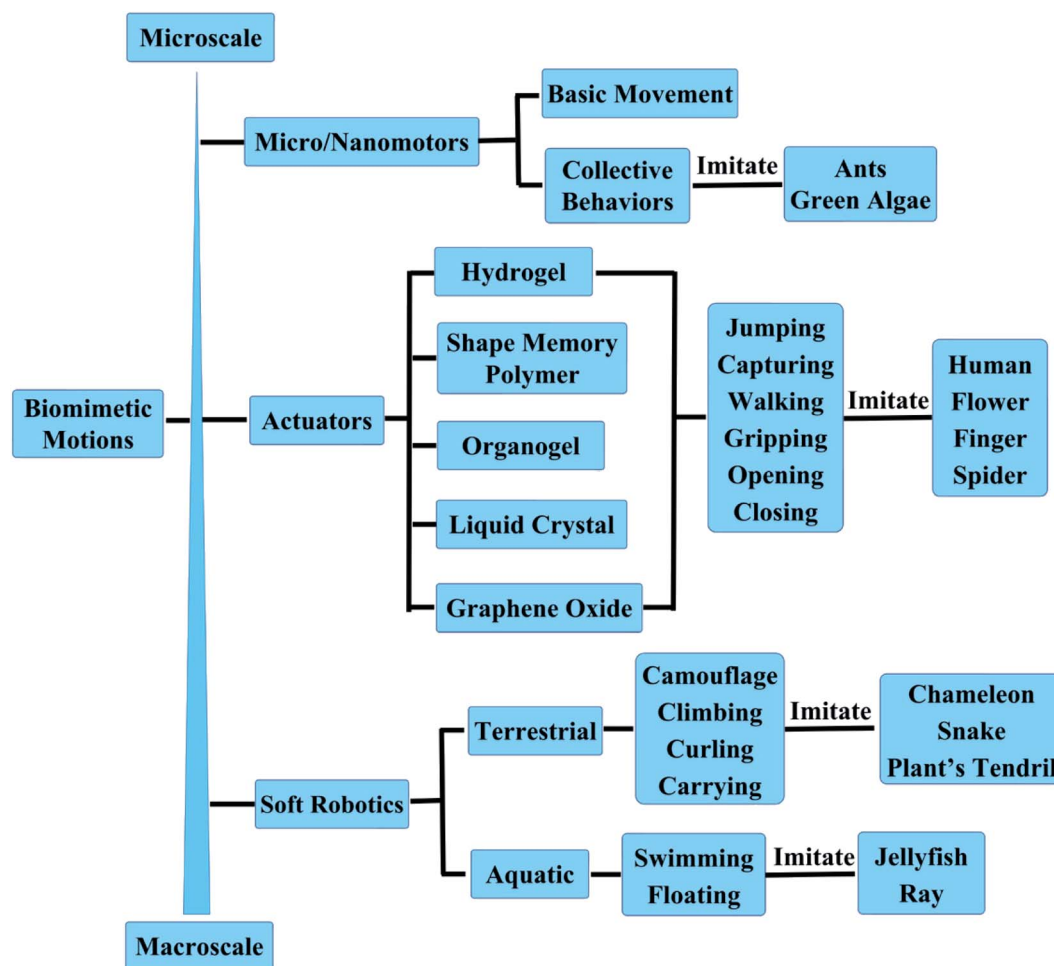 Microscale
Basic Movement
Micro/Nanomotors
Collective
Behaviors
Imitate
Ants
Green Algae
Biomimetic
Motions
Actuators
Hydrogel
Shape Memory
Polymer
Organogel
Liquid Crystal
Graphene Oxide
Jumping
Capturing
Walking
Gripping
Opening
Closing
Imitate
Human
Flower
Finger
Spider
Soft Robotics
Terrestrial
Camouflage
Climbing
Curling
Carrying
Imitate
Chameleon
Snake
Plant's Tendril
Aquatic
Swimming
Floating
Imitate
Jellyfish
Ray
Macroscale